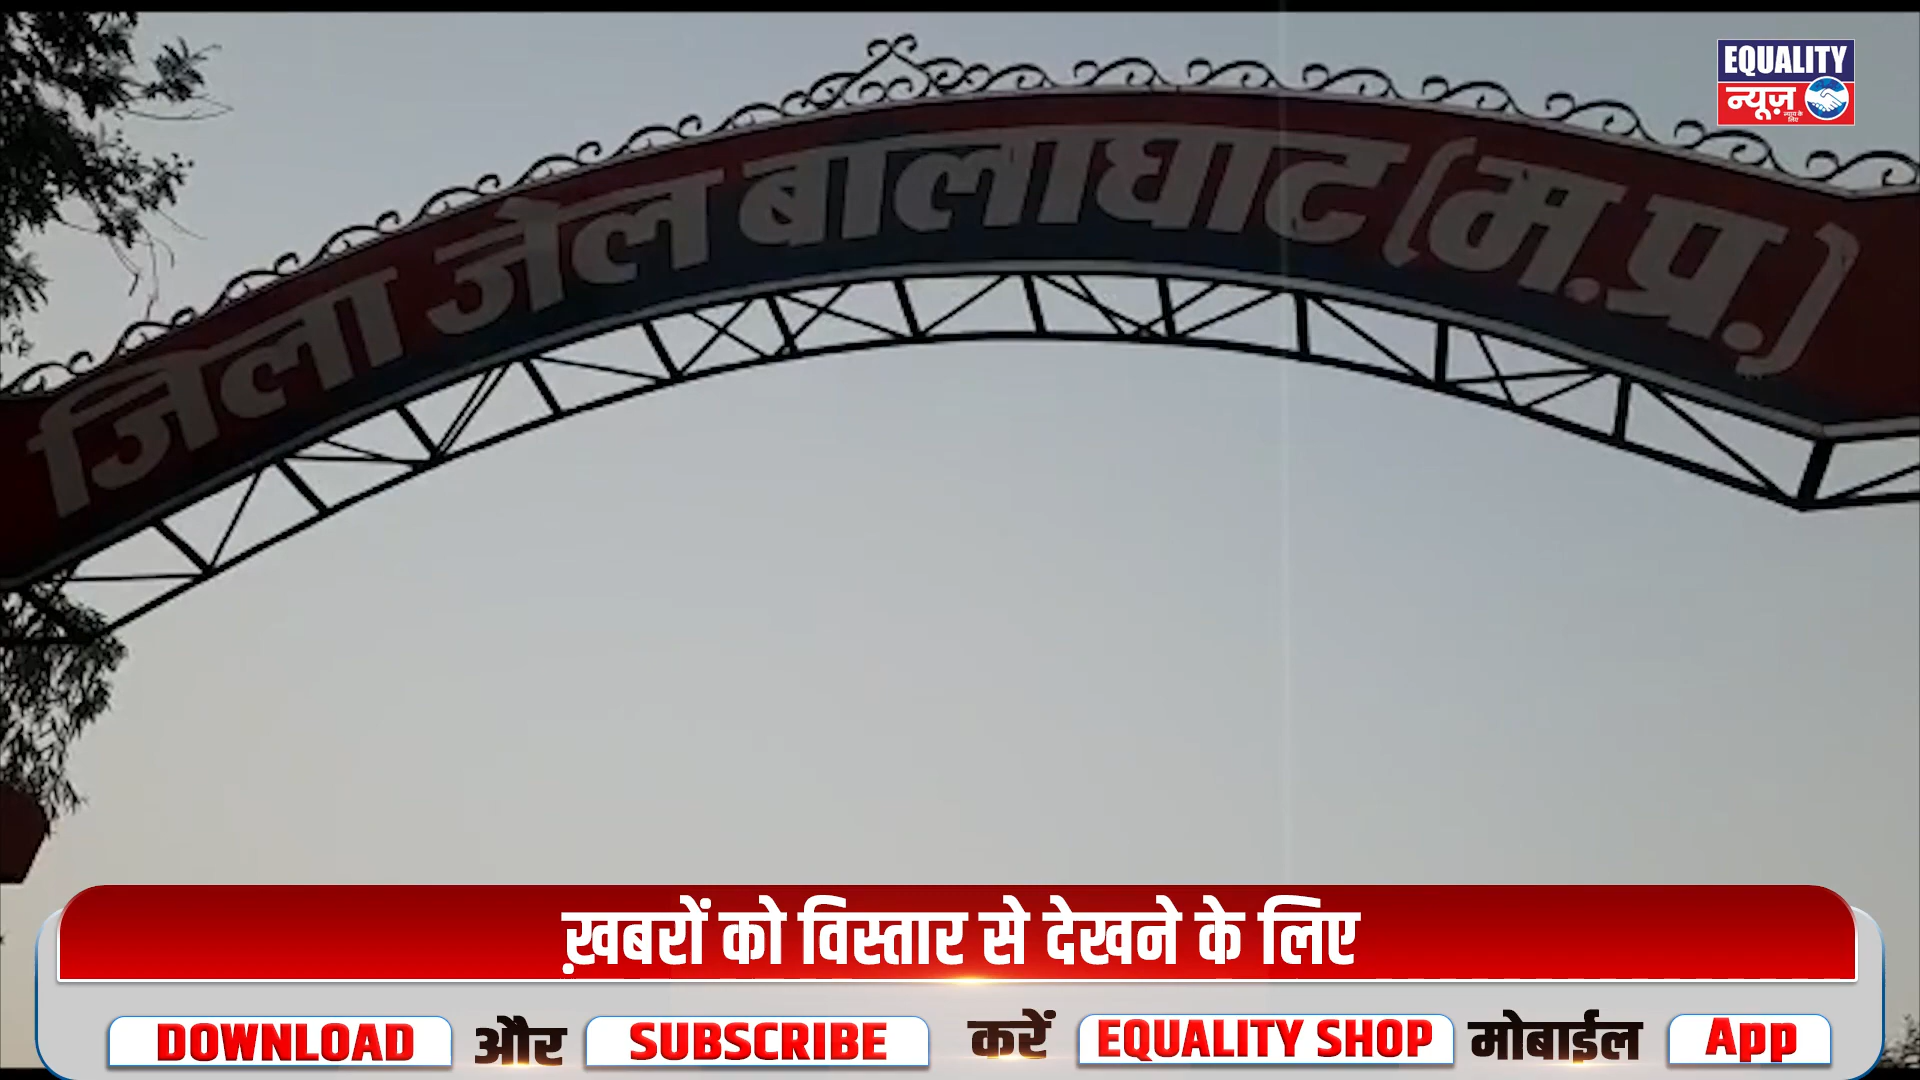 EQUALITY
न्यूज़
न्याय के
लिए
जिला जेल बालाघाट (म.प्र.)
ख़बरों को विस्तार से देखने के लिए
DOWNLOAD और SUBSCRIBE करें EQUALITY SHOP मोबाईल App